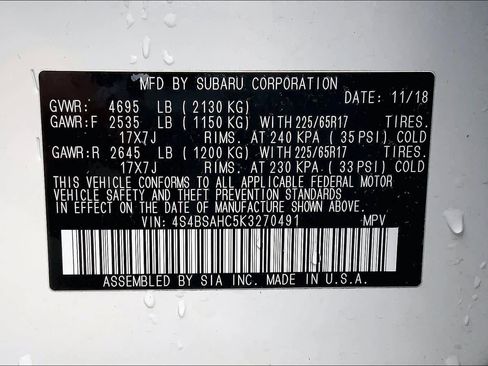 MFD BY SUBARU CORPORATION
DATE: 11/18
GVWR: 4695 LB (2130 KG)
GAWR:F 2535 LB (1150 KG) WITH 225/65R17 TIRES.
17X7J RIMS. AT 240 KPA (35 PSI) COLD
GAWR:R 2645 LB (1200 KG) WITH 225/65R17 TIRES.
17X7J RIMS. AT 230 KPA (33 PSI) COLD
THIS VEHICLE CONFORMS TO ALL APPLICABLE FEDERAL MOTOR
VEHICLE SAFETY AND THEFT PREVENTION STANDARDS
IN EFFECT ON THE DATE OF MANUFACTURE SHOWN ABOVE.
VIN: 4S4BSAHC5K3270491 MPV
ASSEMBLED BY SIA INC. MADE IN U.S.A.